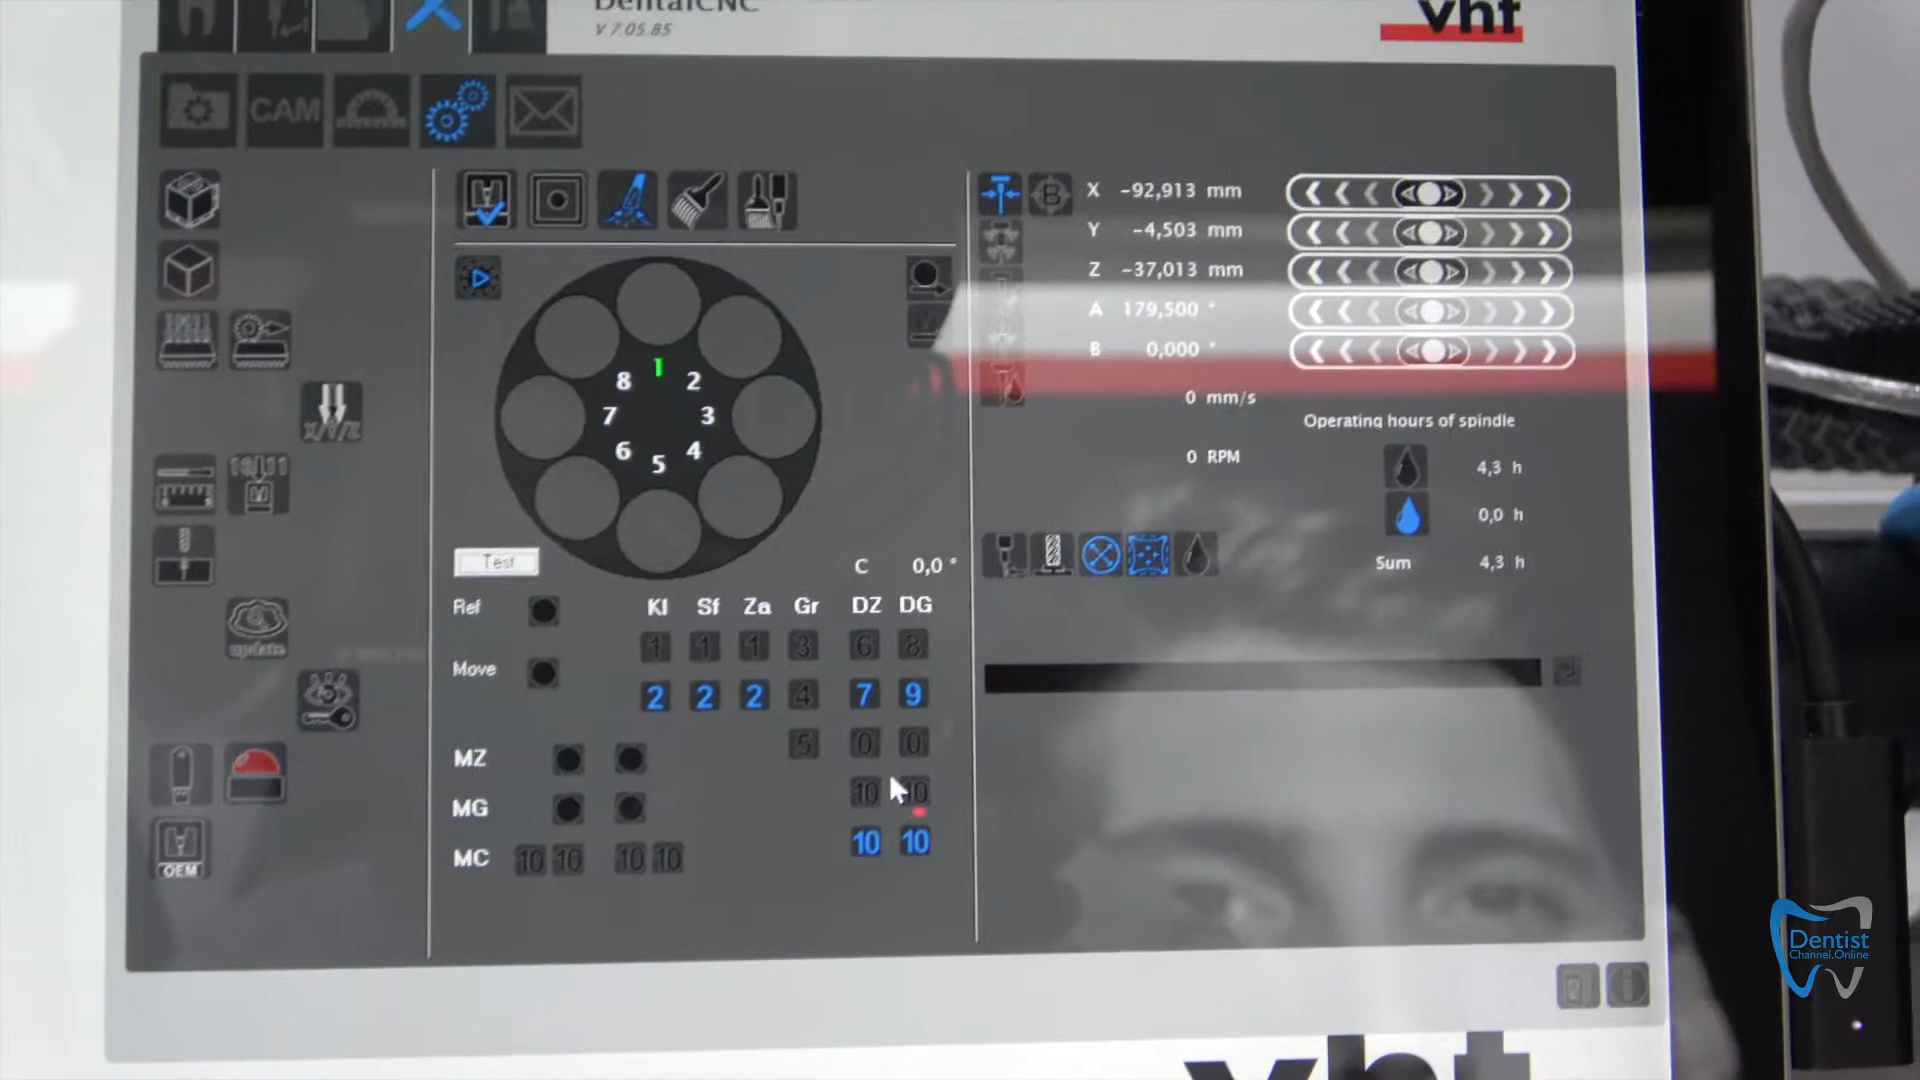 DentalCNC
V 7.05.85
vhf
CAM
B
X -92,913 mm
Y -4,503 mm
Z -37,013 mm
A 179,500 °
B 0,000 °
0 mm/s
0 RPM
Operating hours of spindle
4,3 h
0,0 h
Sum 4,3 h
X/Y/Z
update
OEM
1
2
3
4
5
6
7
8
Test
C 0,0 °
Ref
Kl Sf Za Gr DZ DG
1 1 1 3 6 8
Move
2 2 2 4 7 9
5 0 0
MZ
10 10
MG
10 10
MC 10 10 10 10
vhf
Dentist
Channel.Online